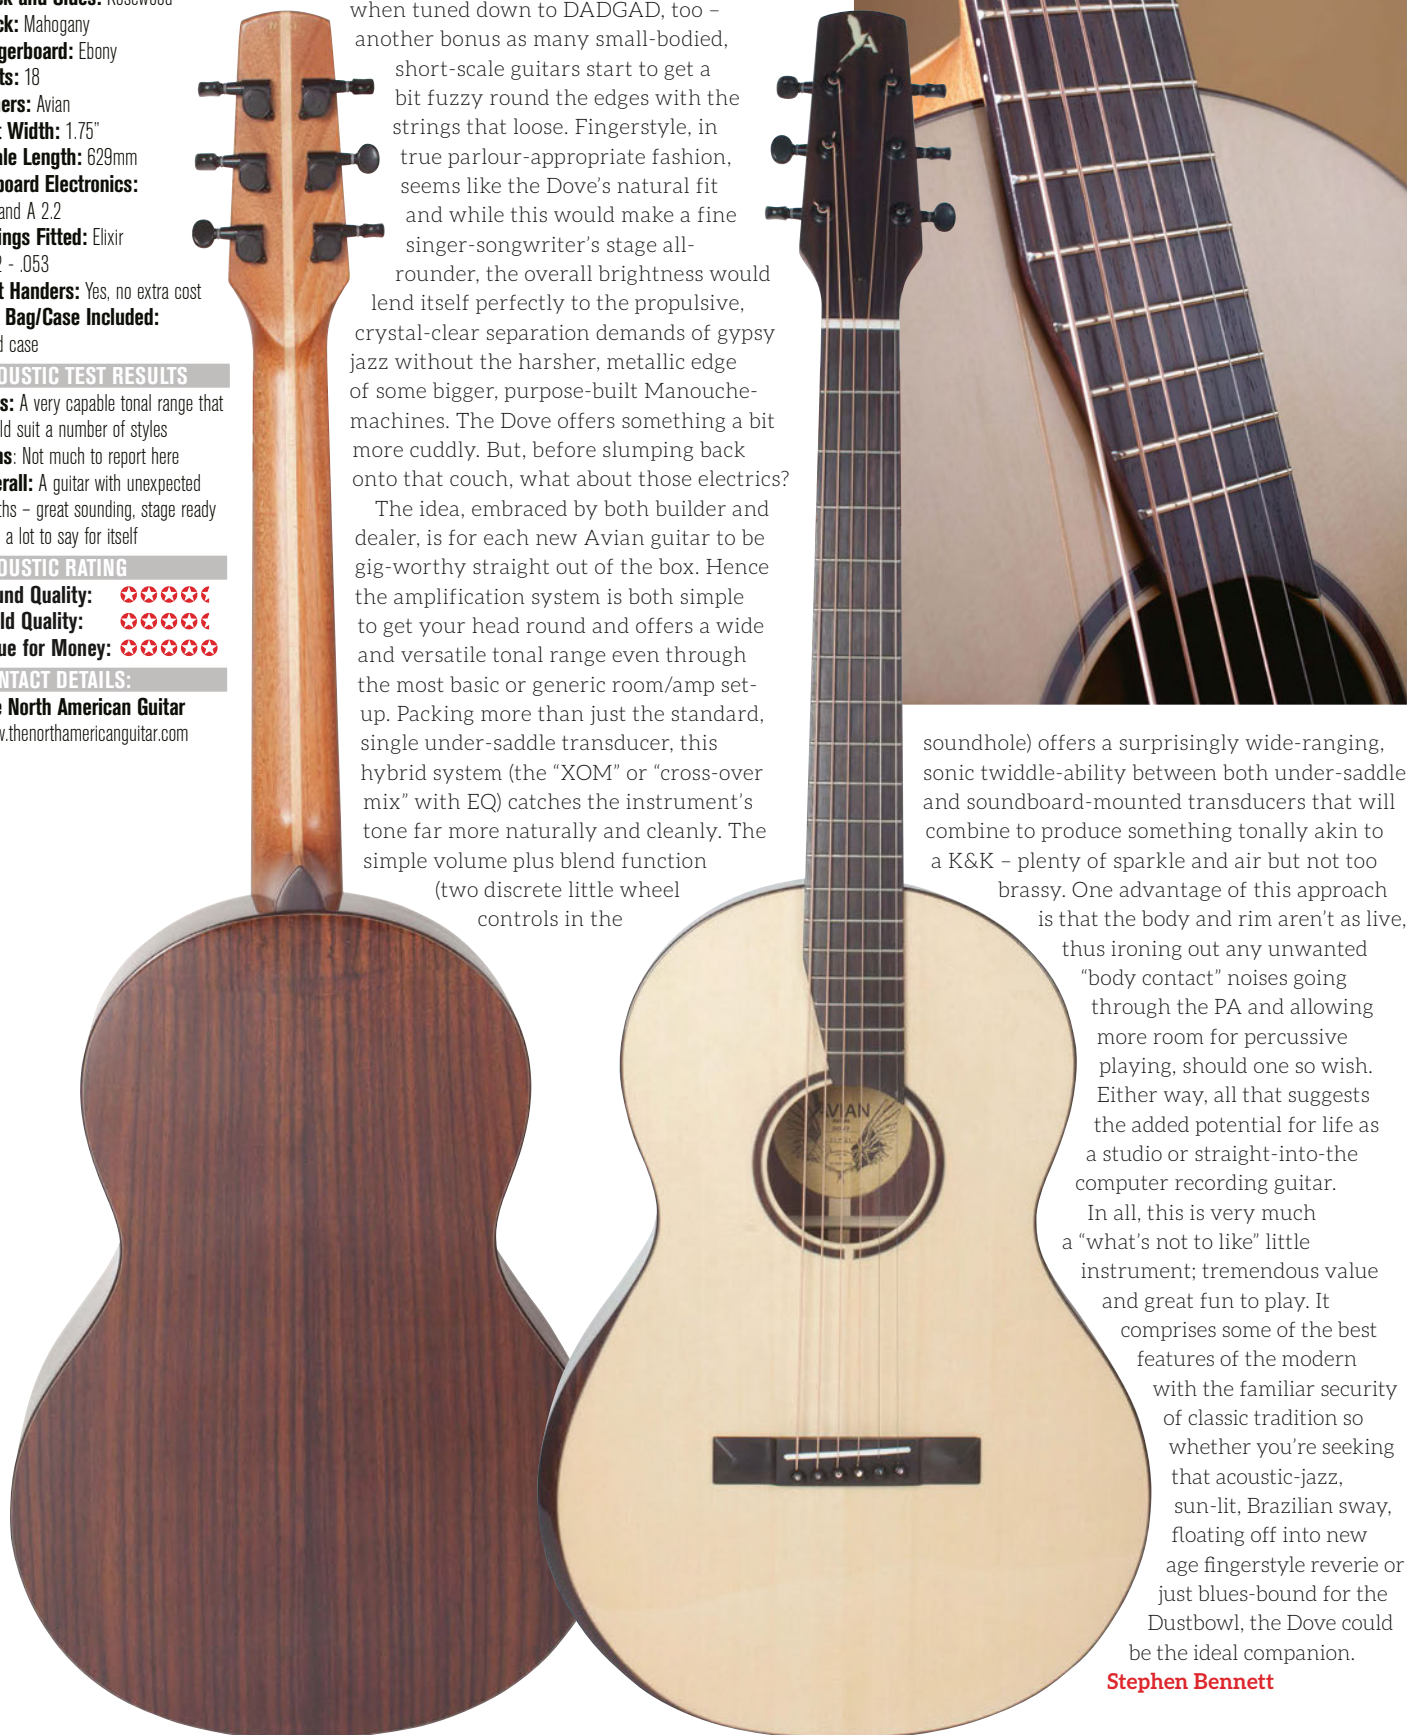 Rosewood
Mahogany
Ebony
18
Avian
Width: 1.75”
Length: 629mm
Electronics:
and A 2.2
Fitted: Elixir
- .053
Handers: Yes, no extra cost
Bag/Case Included:
case
TEST RESULTS
A very capable tonal range that
suit a number of styles
Not much to report here
A guitar with unexpected
– great sounding, stage ready
a lot to say for itself
RATING
Quality:
Quality:
for Money:
DETAILS:
North American Guitar
.thenorthamericanguitar.com
when tuned down to DADGAD, too –
another bonus as many small-bodied,
short-scale guitars start to get a
bit fuzzy round the edges with the
strings that loose. Fingerstyle, in
true parlour-appropriate fashion,
seems like the Dove’s natural fit
and while this would make a fine
singer-songwriter’s stage all-
rounder, the overall brightness would
lend itself perfectly to the propulsive,
crystal-clear separation demands of gypsy
jazz without the harsher, metallic edge
of some bigger, purpose-built Manouche-
machines. The Dove offers something a bit
more cuddly. But, before slumping back
onto that couch, what about those electrics?
The idea, embraced by both builder and
dealer, is for each new Avian guitar to be
gig-worthy straight out of the box. Hence
the amplification system is both simple
to get your head round and offers a wide
and versatile tonal range even through
the most basic or generic room/amp set-
up. Packing more than just the standard,
single under-saddle transducer, this
hybrid system (the “XOM” or “cross-over
mix” with EQ) catches the instrument’s
tone far more naturally and cleanly. The
simple volume plus blend function
(two discrete little wheel
controls in the
soundhole) offers a surprisingly wide-ranging,
sonic twiddle-ability between both under-saddle
and soundboard-mounted transducers that will
combine to produce something tonally akin to
a K&K – plenty of sparkle and air but not too
brassy. One advantage of this approach
is that the body and rim aren’t as live,
thus ironing out any unwanted
“body contact” noises going
through the PA and allowing
more room for percussive
playing, should one so wish.
Either way, all that suggests
the added potential for life as
a studio or straight-into-the
computer recording guitar.
In all, this is very much
a “what’s not to like” little
instrument; tremendous value
and great fun to play. It
comprises some of the best
features of the modern
with the familiar security
of classic tradition so
whether you’re seeking
that acoustic-jazz,
sun-lit, Brazilian sway,
floating off into new
age fingerstyle reverie or
just blues-bound for the
Dustbowl, the Dove could
be the ideal companion.
Stephen Bennett
AVIAN